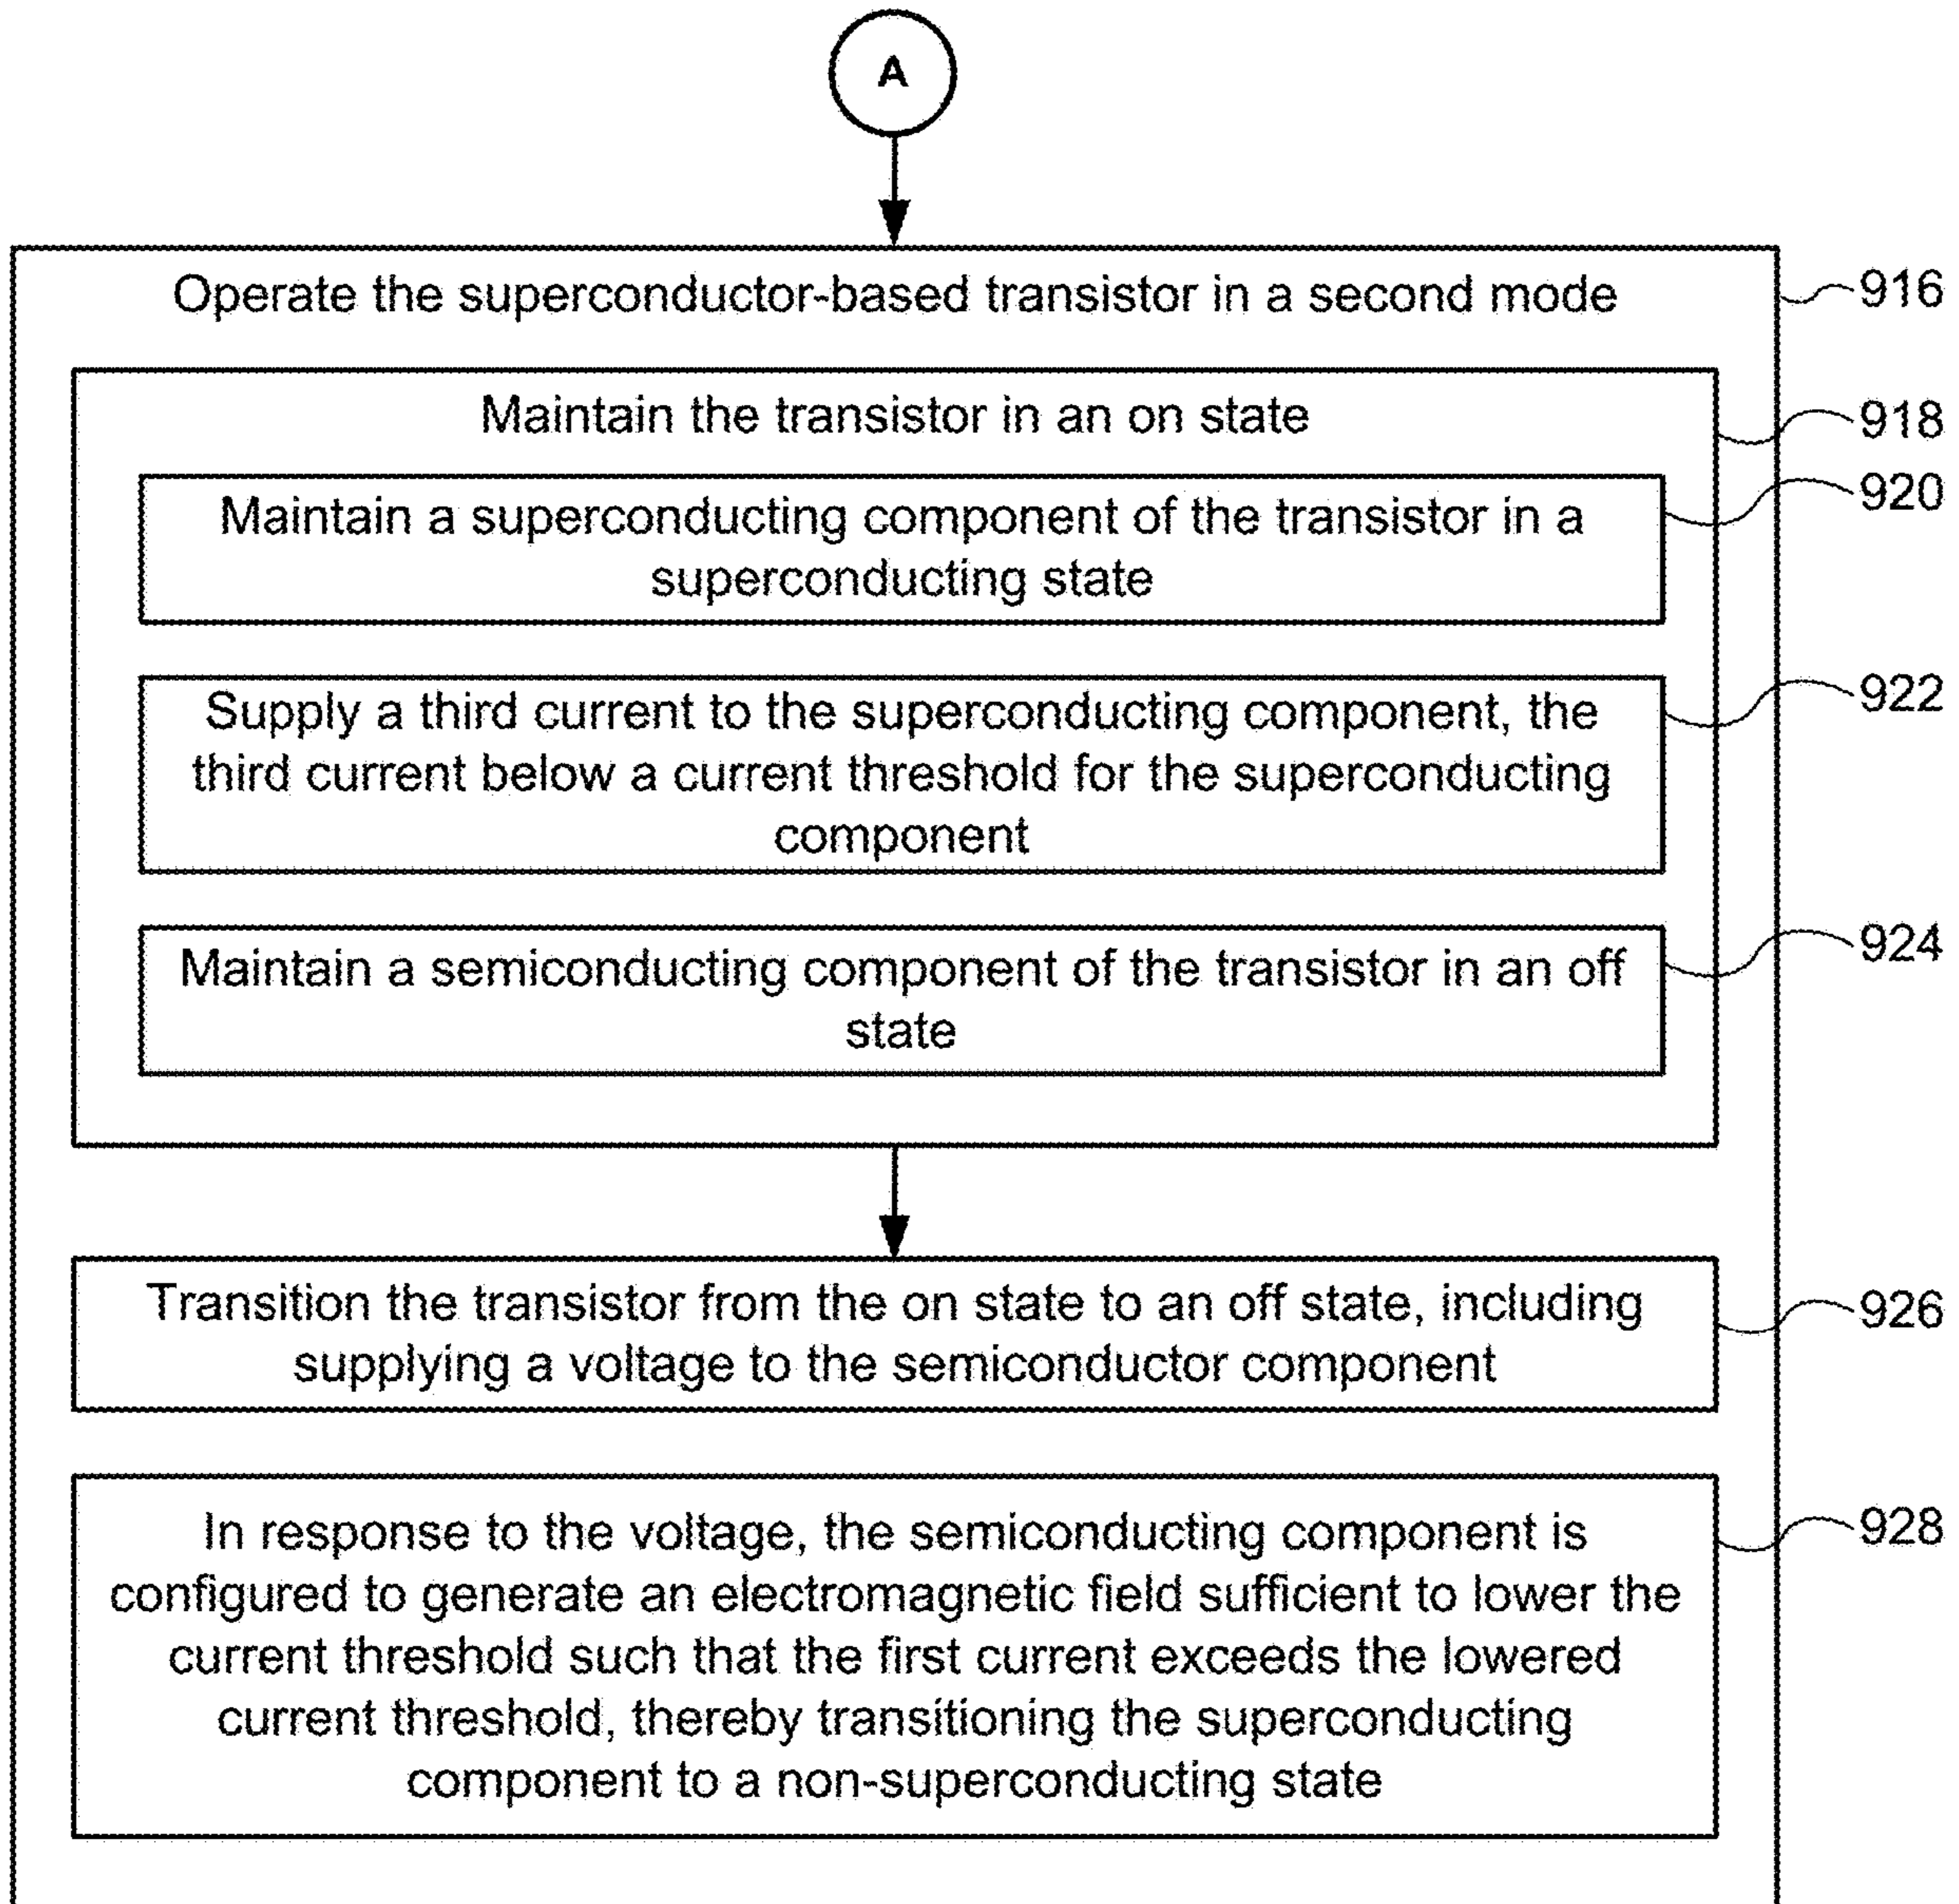 A
Operate the superconductor-based transistor in a second mode
916
Maintain the transistor in an on state
918
Maintain a superconducting component of the transistor in a
superconducting state
920
Supply a third current to the superconducting component, the
third current below a current threshold for the superconducting
component
922
Maintain a semiconducting component of the transistor in an off
state
924
Transition the transistor from the on state to an off state, including
supplying a voltage to the semiconductor component
926
In response to the voltage, the semiconducting component is
configured to generate an electromagnetic field sufficient to lower the
current threshold such that the first current exceeds the lowered
current threshold, thereby transitioning the superconducting
component to a non-superconducting state
928